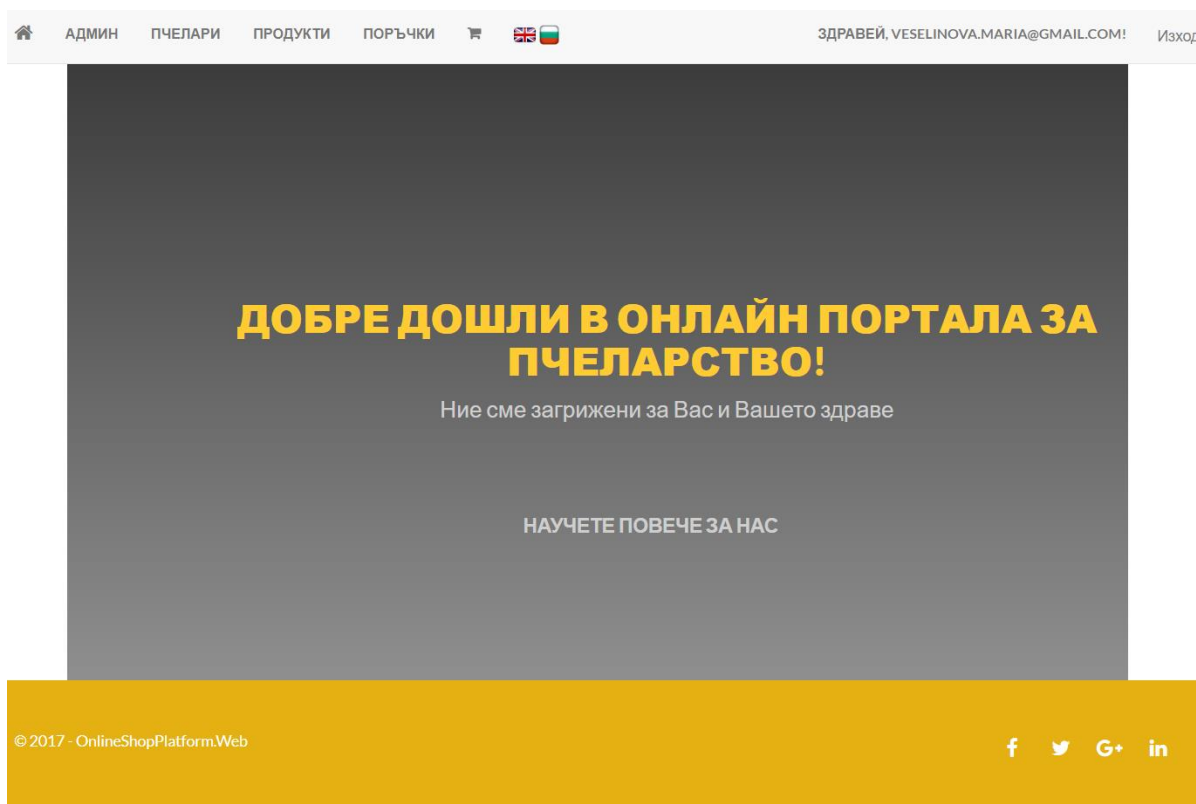 АДМИН ПЧЕЛАРИ ПРОДУКТИ ПОРЪЧКИ ЗДРАВЕЙ, VESELINOVA.MARIA@GMAIL.COM! Изход
ДОБРЕ ДОШЛИ В ОНЛАЙН ПОРТАЛА ЗА
ПЧЕЛАРСТВО!
Ние сме загрижени за Вас и Вашето здраве
НАУЧЕТЕ ПОВЕЧЕ ЗА НАС
© 2017 - OnlineShopPlatform.Web